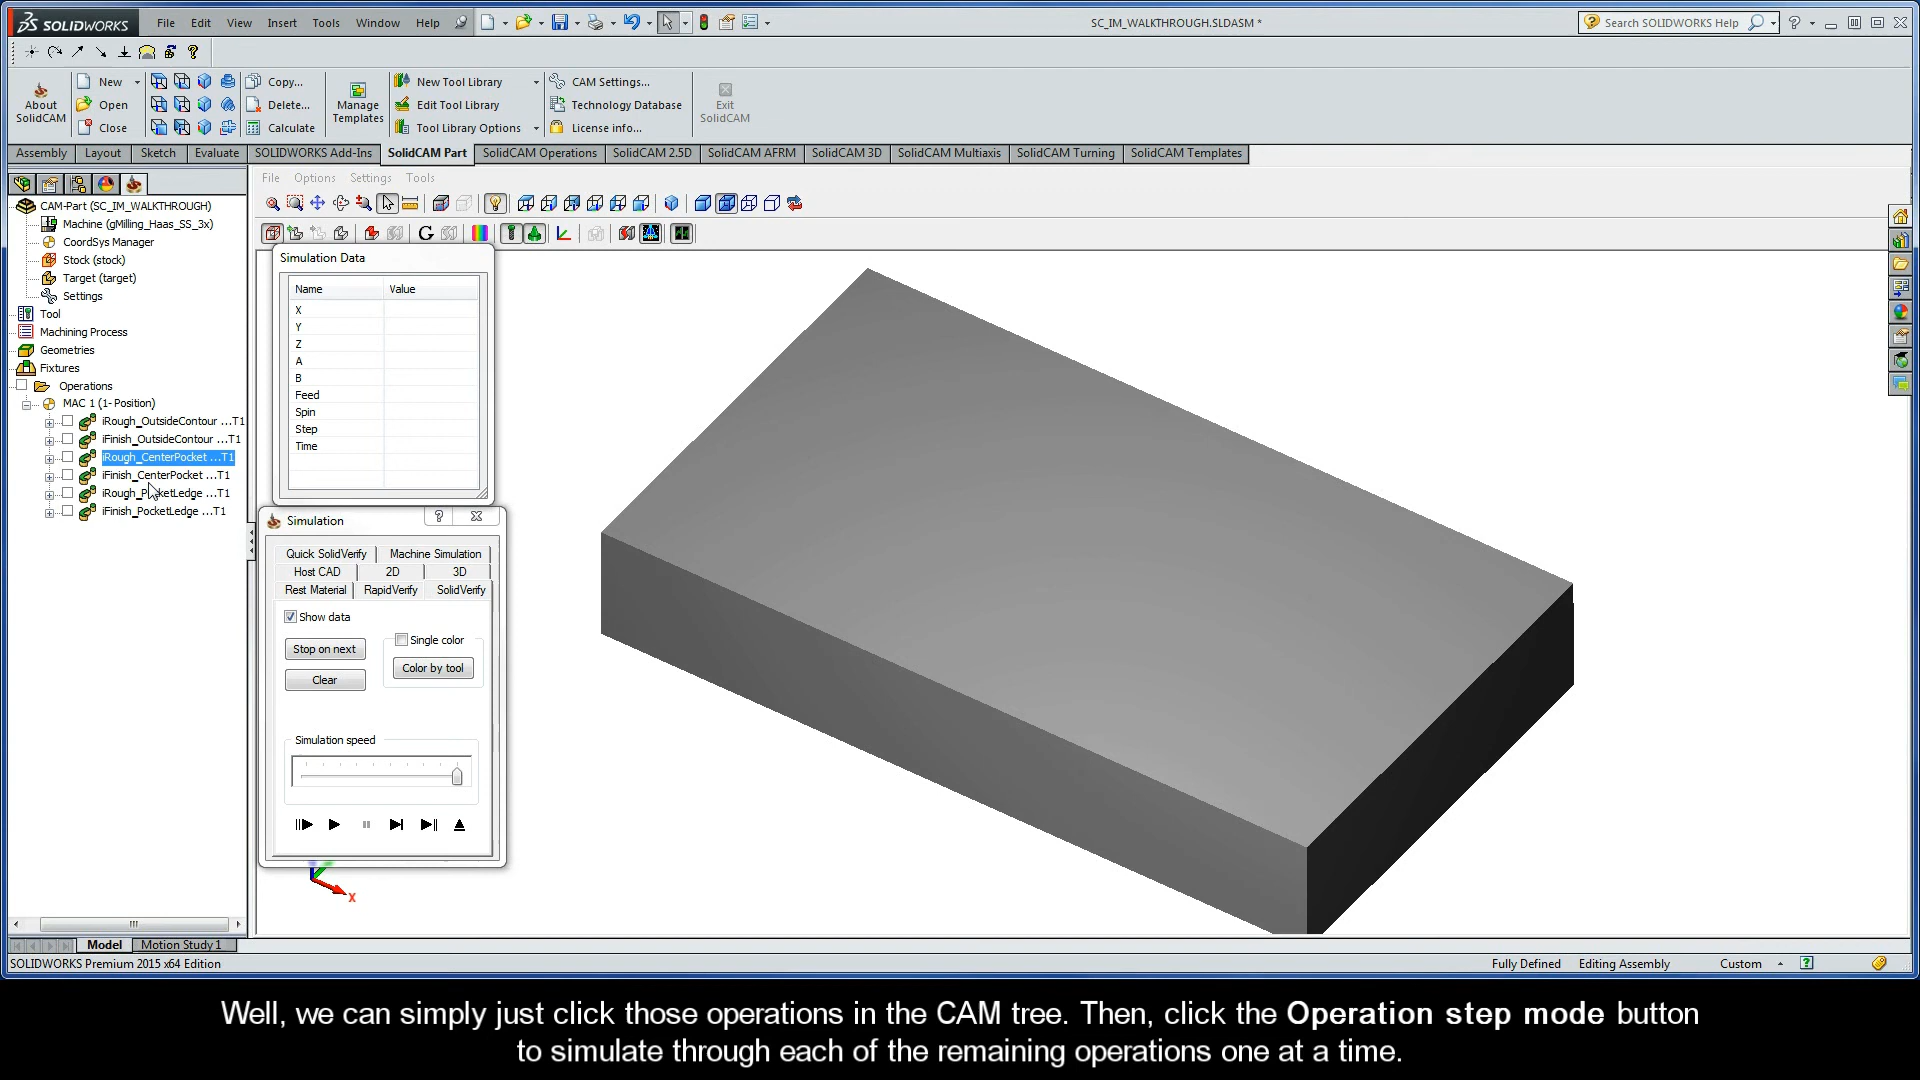 SOLIDWORKS File Edit View Insert Tools Window Help SC_IM_WALKTHROUGH.SLDASM * Search SOLIDWORKS Help
About SolidCAM
New
Open
Close
Copy...
Delete...
Calculate
Manage Templates
New Tool Library
Edit Tool Library
Tool Library Options
CAM Settings...
Technology Database
License info...
Exit SolidCAM
Assembly Layout Sketch Evaluate SOLIDWORKS Add-Ins SolidCAM Part SolidCAM Operations SolidCAM 2.5D SolidCAM AFRM SolidCAM 3D SolidCAM Multiaxis SolidCAM Turning SolidCAM Templates
File Options Settings Tools
CAM-Part (SC_IM_WALKTHROUGH)
Machine (gMilling_Haas_SS_3x)
CoordSys Manager
Stock (stock)
Target (target)
Settings
Tool
Machining Process
Geometries
Fixtures
Operations
MAC 1 (1- Position)
iRough_OutsideContour ...T1
iFinish_OutsideContour ...T1
iRough_CenterPocket ...T1
iFinish_CenterPocket ...T1
iRough_PocketLedge ...T1
iFinish_PocketLedge ...T1
Simulation Data
Name Value
X
Y
Z
A
B
Feed
Spin
Step
Time
Simulation
Quick SolidVerify Machine Simulation
Host CAD 2D 3D
Rest Material RapidVerify SolidVerify
Show data
Single color
Stop on next
Color by tool
Clear
Simulation speed
X
Model Motion Study 1
SOLIDWORKS Premium 2015 x64 Edition Fully Defined Editing Assembly Custom
Well, we can simply just click those operations in the CAM tree. Then, click the Operation step mode button
to simulate through each of the remaining operations one at a time.